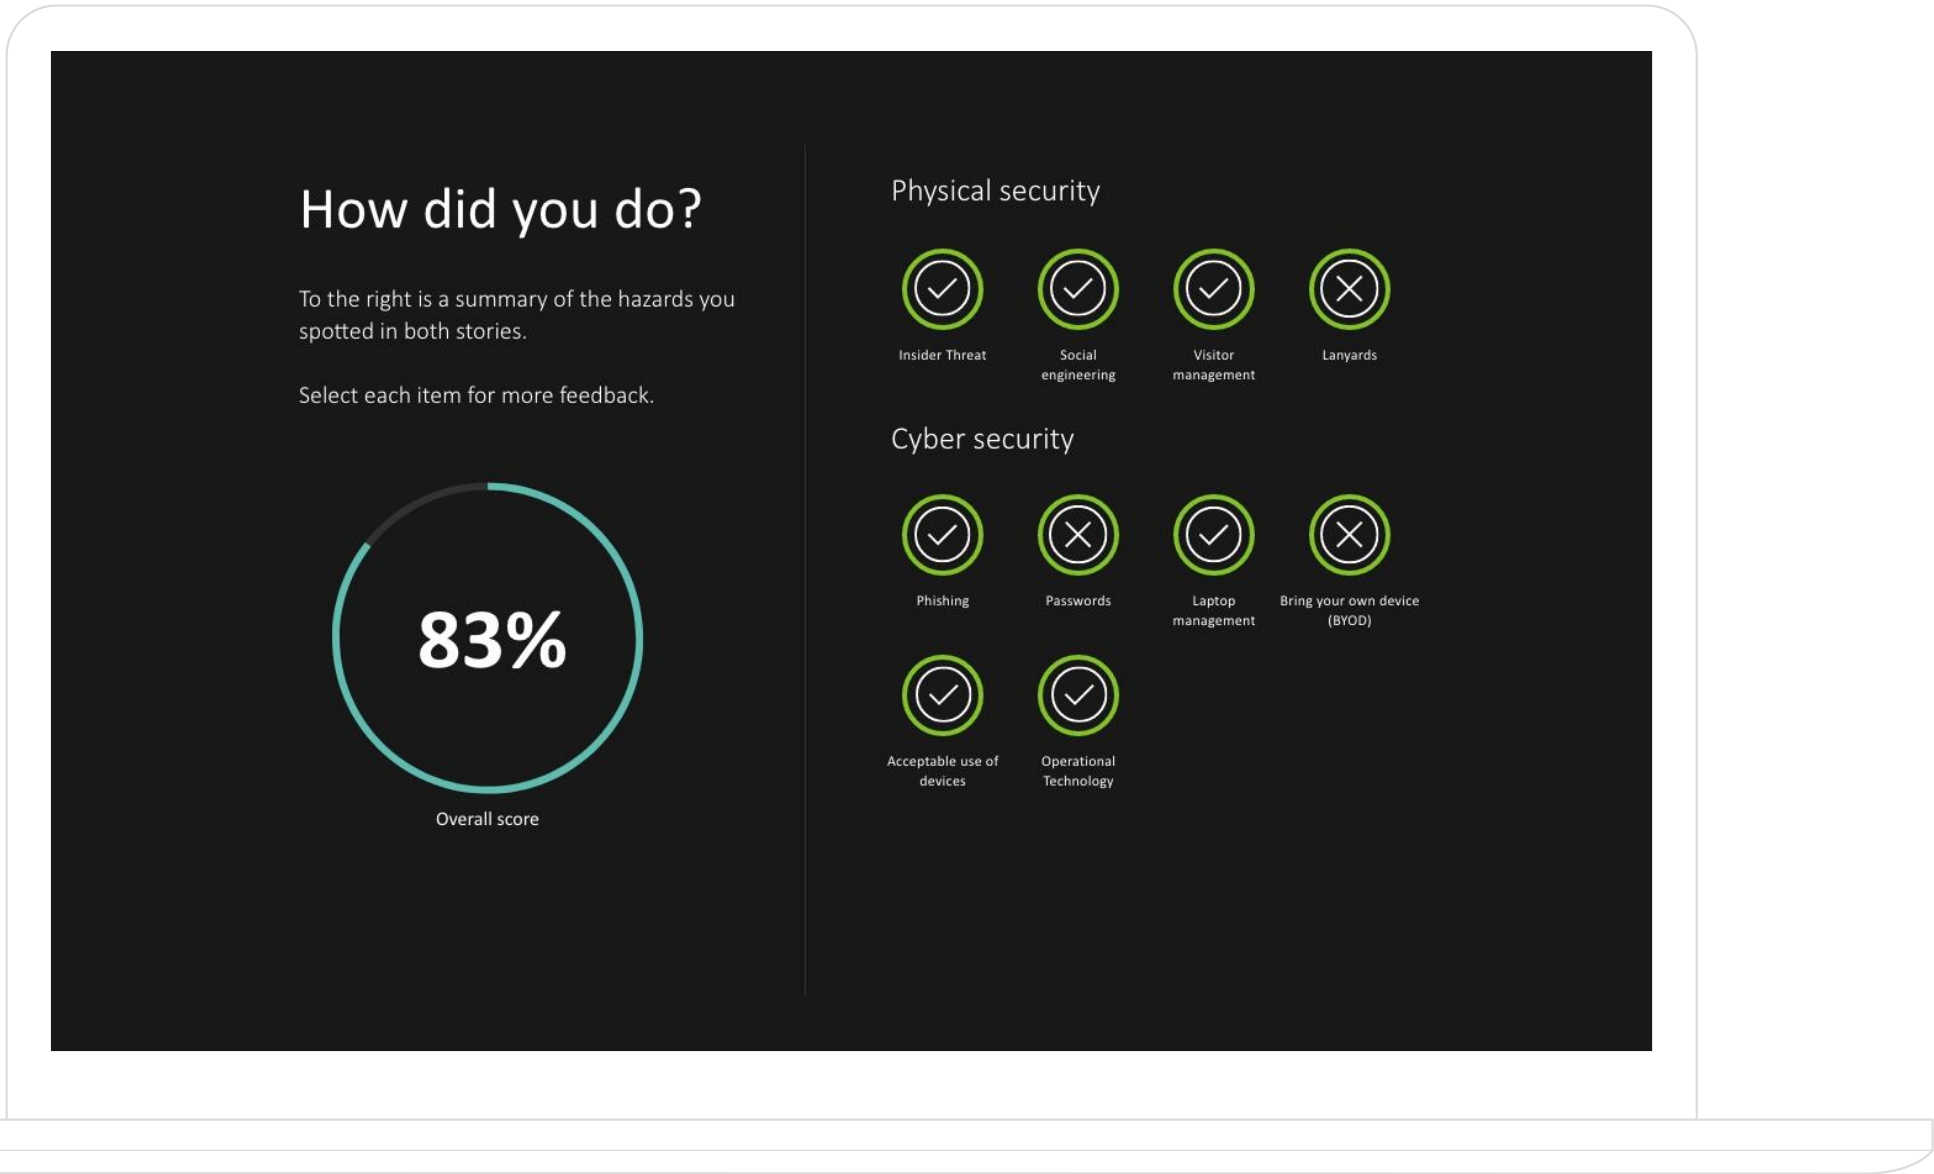 How did you do?
To the right is a summary of the hazards you
spotted in both stories.
Select each item for more feedback.
83%
Overall score
Physical security
Insider Threat
Social
engineering
Visitor
management
Lanyards
Cyber security
Phishing
Passwords
Laptop
management
Bring your own device
(BYOD)
Acceptable use of
devices
Operational
Technology